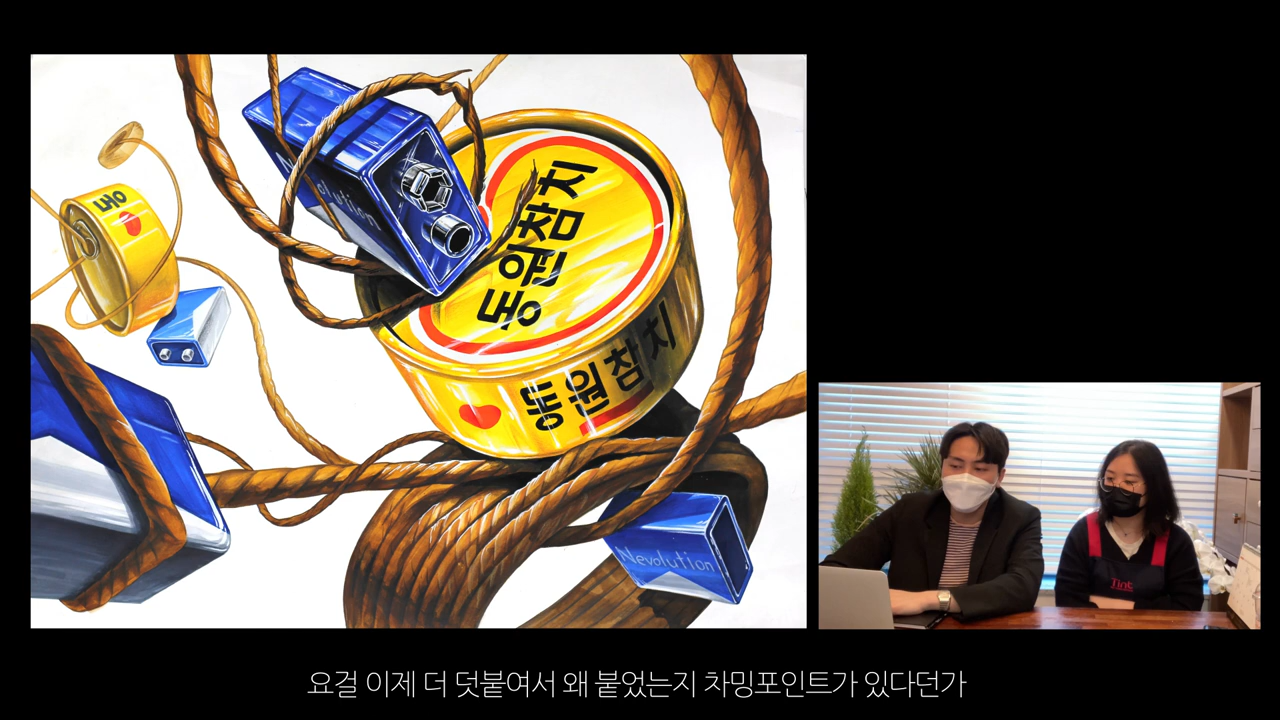 동
Nevolution
동원참치
동원참치
Nevolution
Tint
요걸 이제 더 덧붙여서 왜 붙었는지 차밍포인트가 있다던가